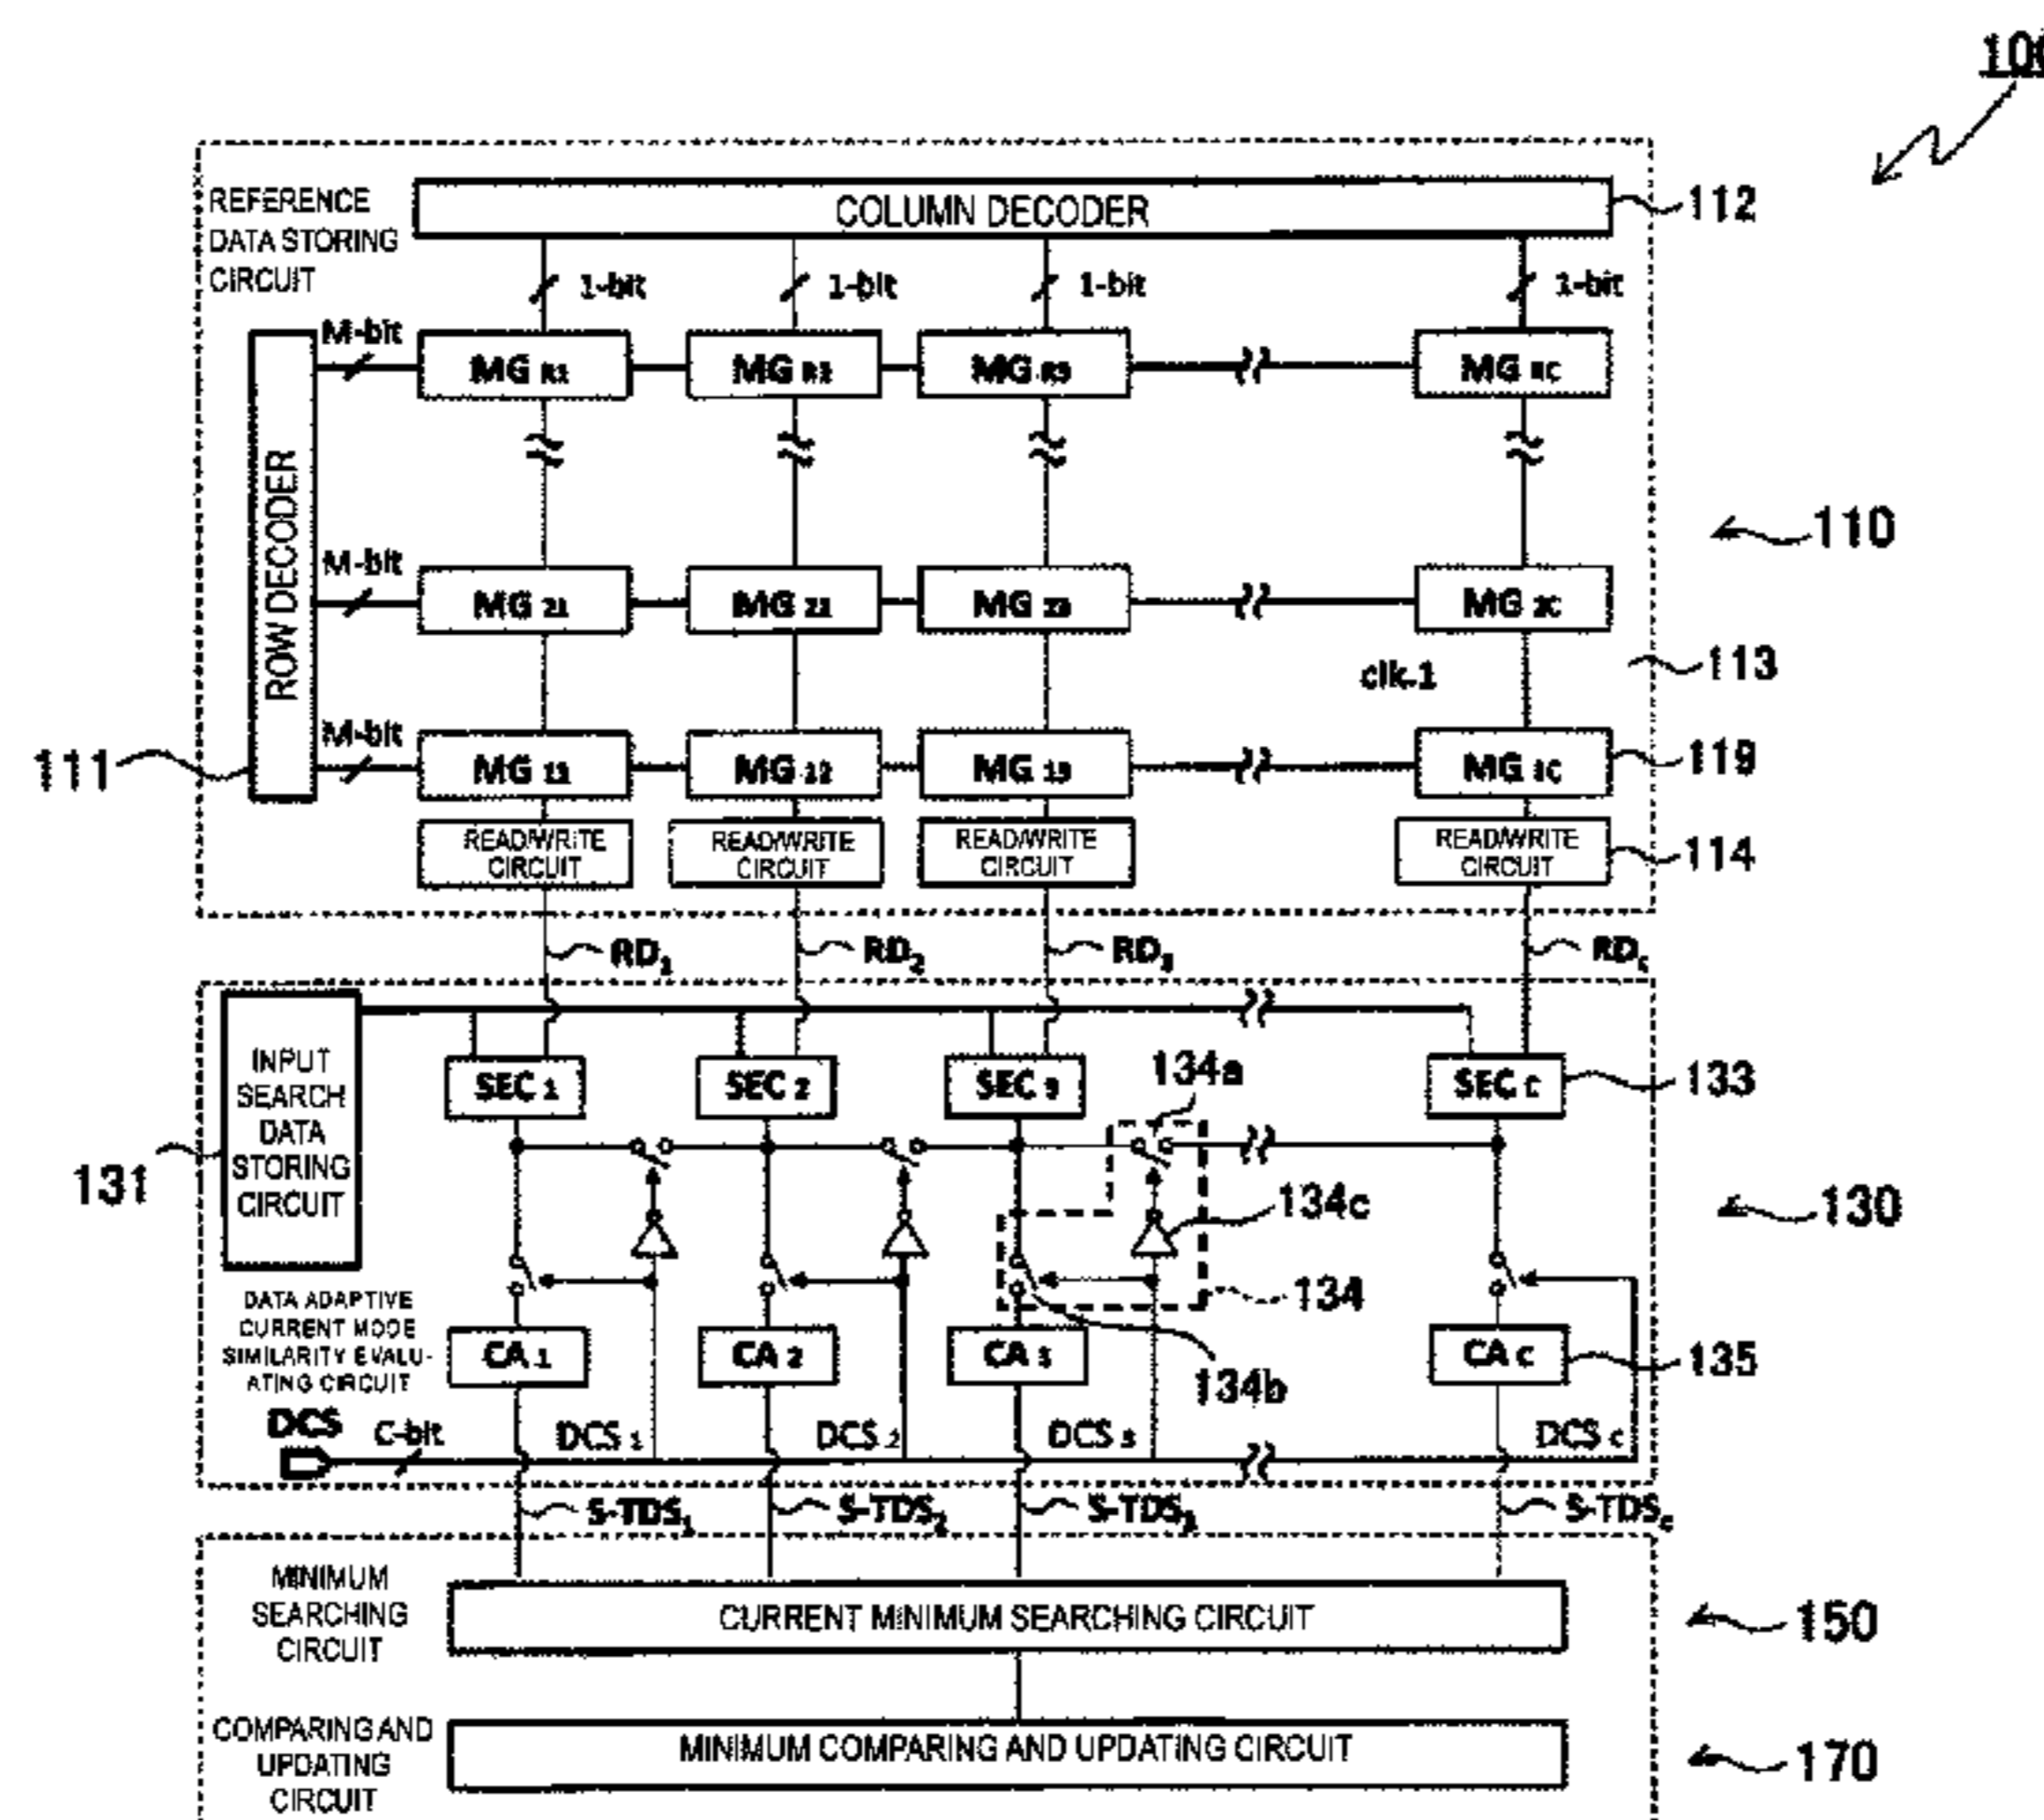 REFERENCE
DATA STORING
CIRCUIT
COLUMN DECODER
112
1-bit
1-bit
1-bit
1-bit
ROW DECODER
M-bit
MG R1
MG
MG
MG
110
M-bit
MG 21
MG
MG
MG 2C
clk.1
113
111
M-bit
MG 11
MG 12
MG 13
MG 1C
119
READ/WRITE
CIRCUIT
READ/WRITE
CIRCUIT
READ/WRITE
CIRCUIT
READ/WRITE
CIRCUIT
114
RD1
RD2
RD3
RDC
INPUT
SEARCH
DATA
STORING
CIRCUIT
131
SEC 1
SEC 2
SEC 3
SEC C
133
134a
134c
130
134
134b
DATA ADAPTIVE
CURRENT MODE
SIMILARITY EVALU-
ATING CIRCUIT
CA 1
CA 2
CA 3
CA C
135
DCS
C-bit
DCS 1
DCS 2
DCS 3
DCS C
S-TDS1
S-TDS2
S-TDS3
S-TDSC
MINIMUM
SEARCHING
CIRCUIT
CURRENT MINIMUM SEARCHING CIRCUIT
150
COMPARING AND
UPDATING
CIRCUIT
MINIMUM COMPARING AND UPDATING CIRCUIT
170